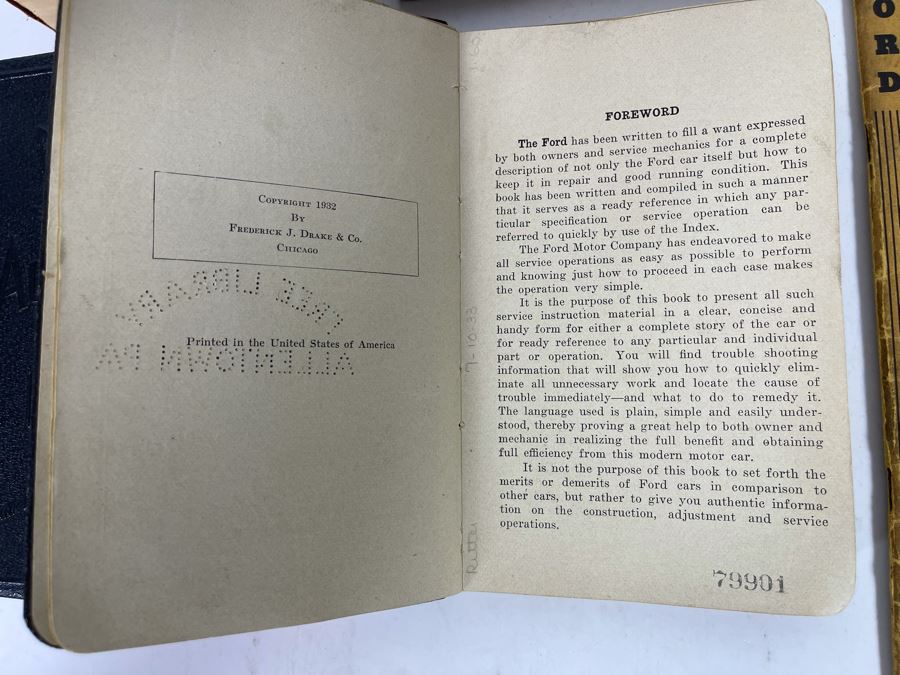 COPYRIGHT 1932
BY
FREDERICK J. DRAKE & CO.
CHICAGO
FREE LIBRARY
Printed in the United States of America
ALLENTOWN PA
FOREWORD
The Ford has been written to fill a want expressed
by both owners and service mechanics for a complete
description of not only the Ford car itself but how to
keep it in repair and good running condition. This
book has been written and compiled in such a manner
that it serves as a ready reference in which any par-
ticular specification or service operation can be
referred to quickly by use of the Index.
The Ford Motor Company has endeavored to make
all service operations as easy as possible to perform
and knowing just how to proceed in each case makes
the operation very simple.
It is the purpose of this book to present all such
service instruction material in a clear, concise and
handy form for either a complete story of the car or
for ready reference to any particular and individual
part or operation. You will find trouble shooting
information that will show you how to quickly elim-
inate all unnecessary work and locate the cause of
trouble immediately—and what to do to remedy it.
The language used is plain, simple and easily under-
stood, thereby proving a great help to both owner and
mechanic in realizing the full benefit and obtaining
full efficiency from this modern motor car.
It is not the purpose of this book to set forth the
merits or demerits of Ford cars in comparison to
other cars, but rather to give you authentic informa-
tion on the construction, adjustment and service
operations.
79901
7-10-33
O
R
D